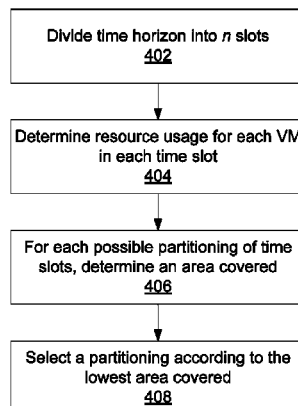 Divide time horizon into n slots
402
Determine resource usage for each VM
in each time slot
404
For each possible partitioning of time
slots, determine an area covered
406
Select a partitioning according to the
lowest area covered
408